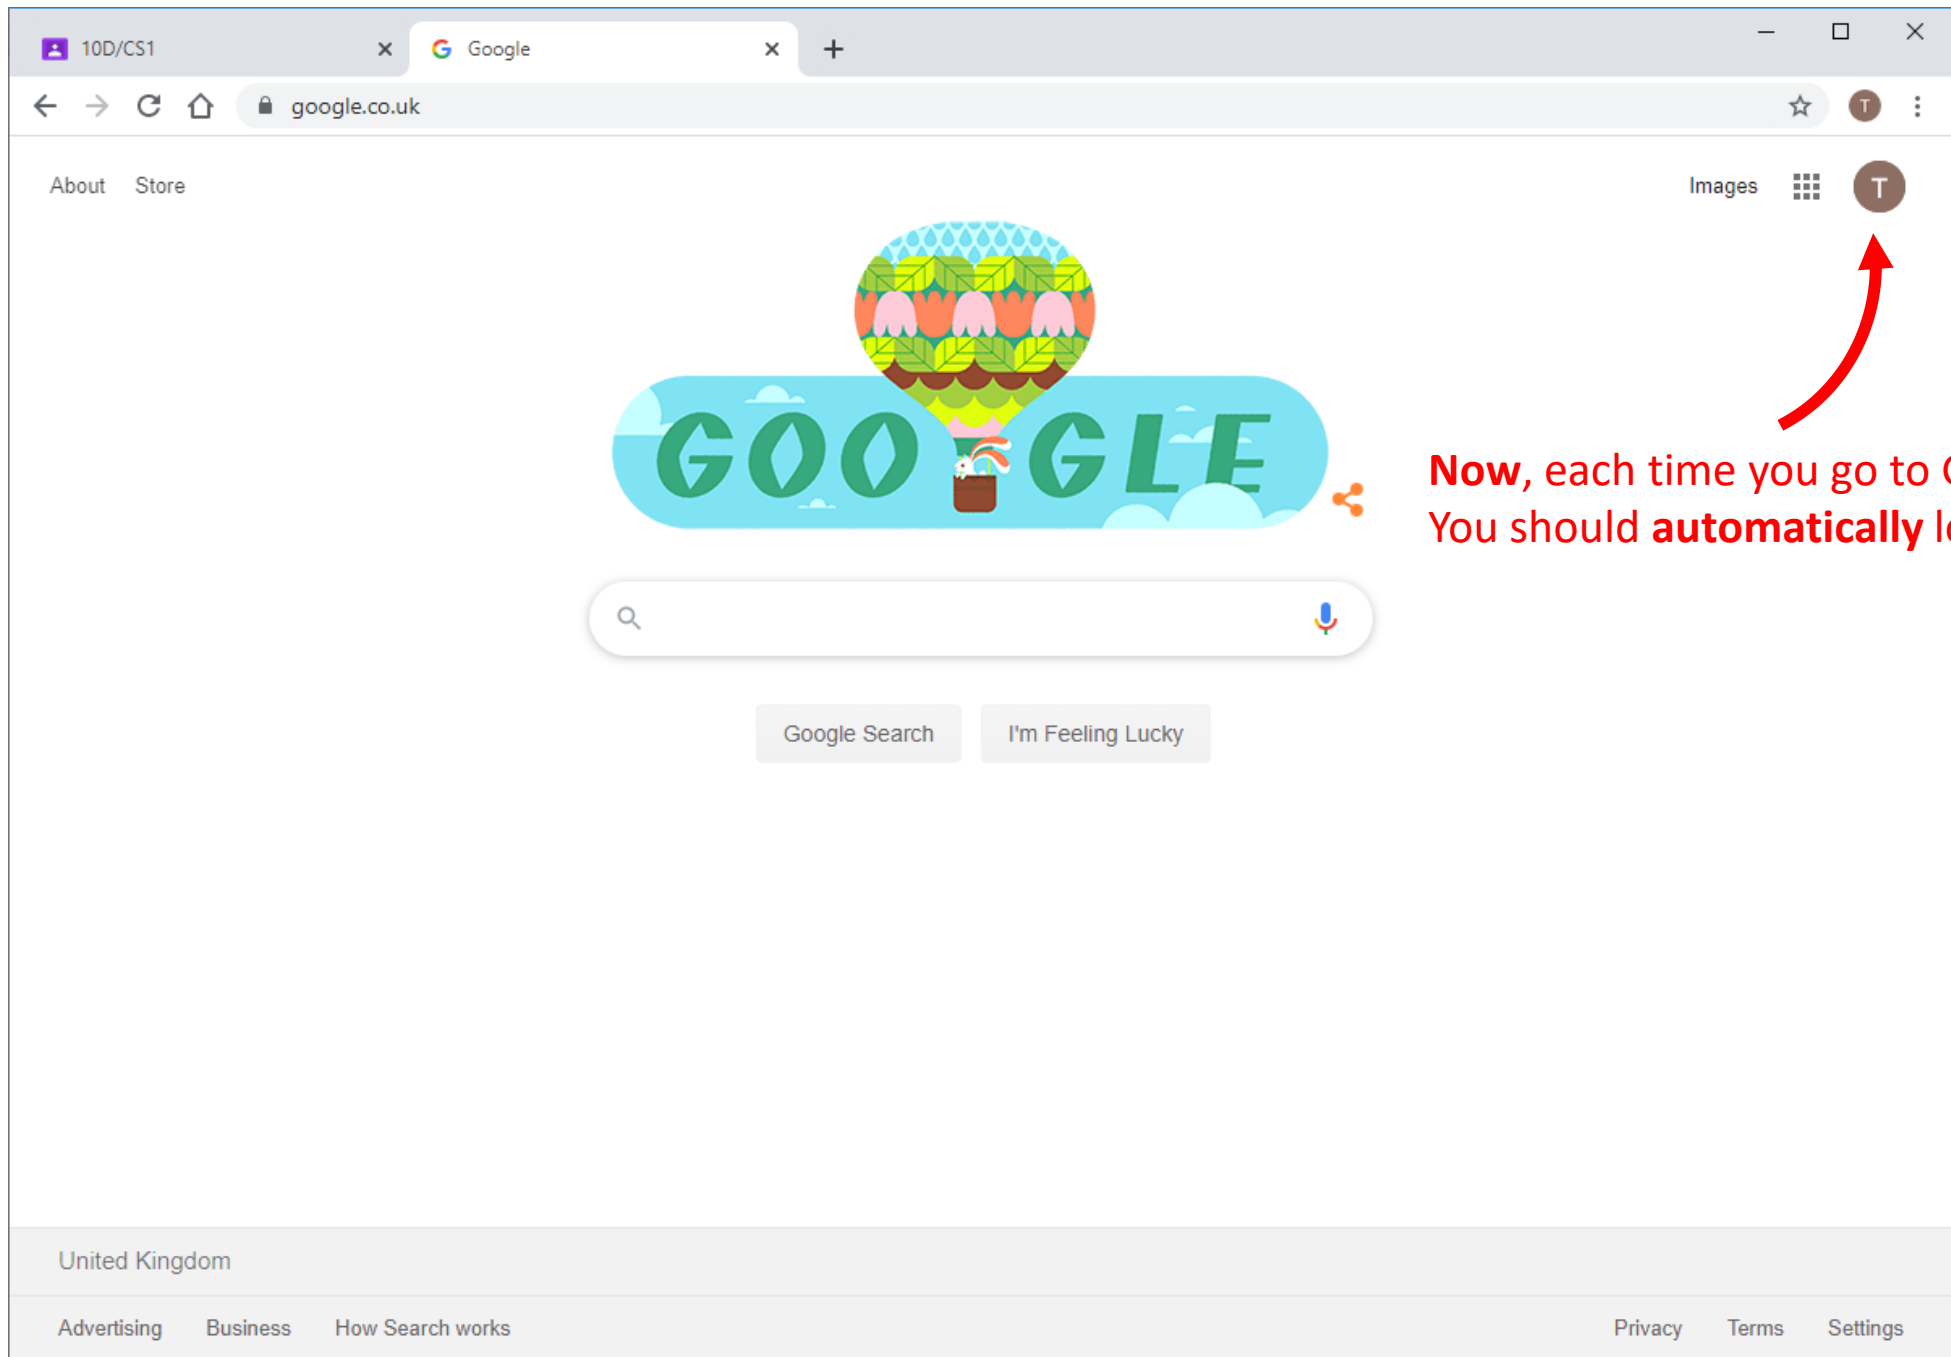 10D/CS1
Google
google.co.uk
About Store
Images
T
T
GOOGLE
Now, each time you go to
You should automatically
Google Search
I'm Feeling Lucky
United Kingdom
Advertising Business How Search works
Privacy Terms Settings